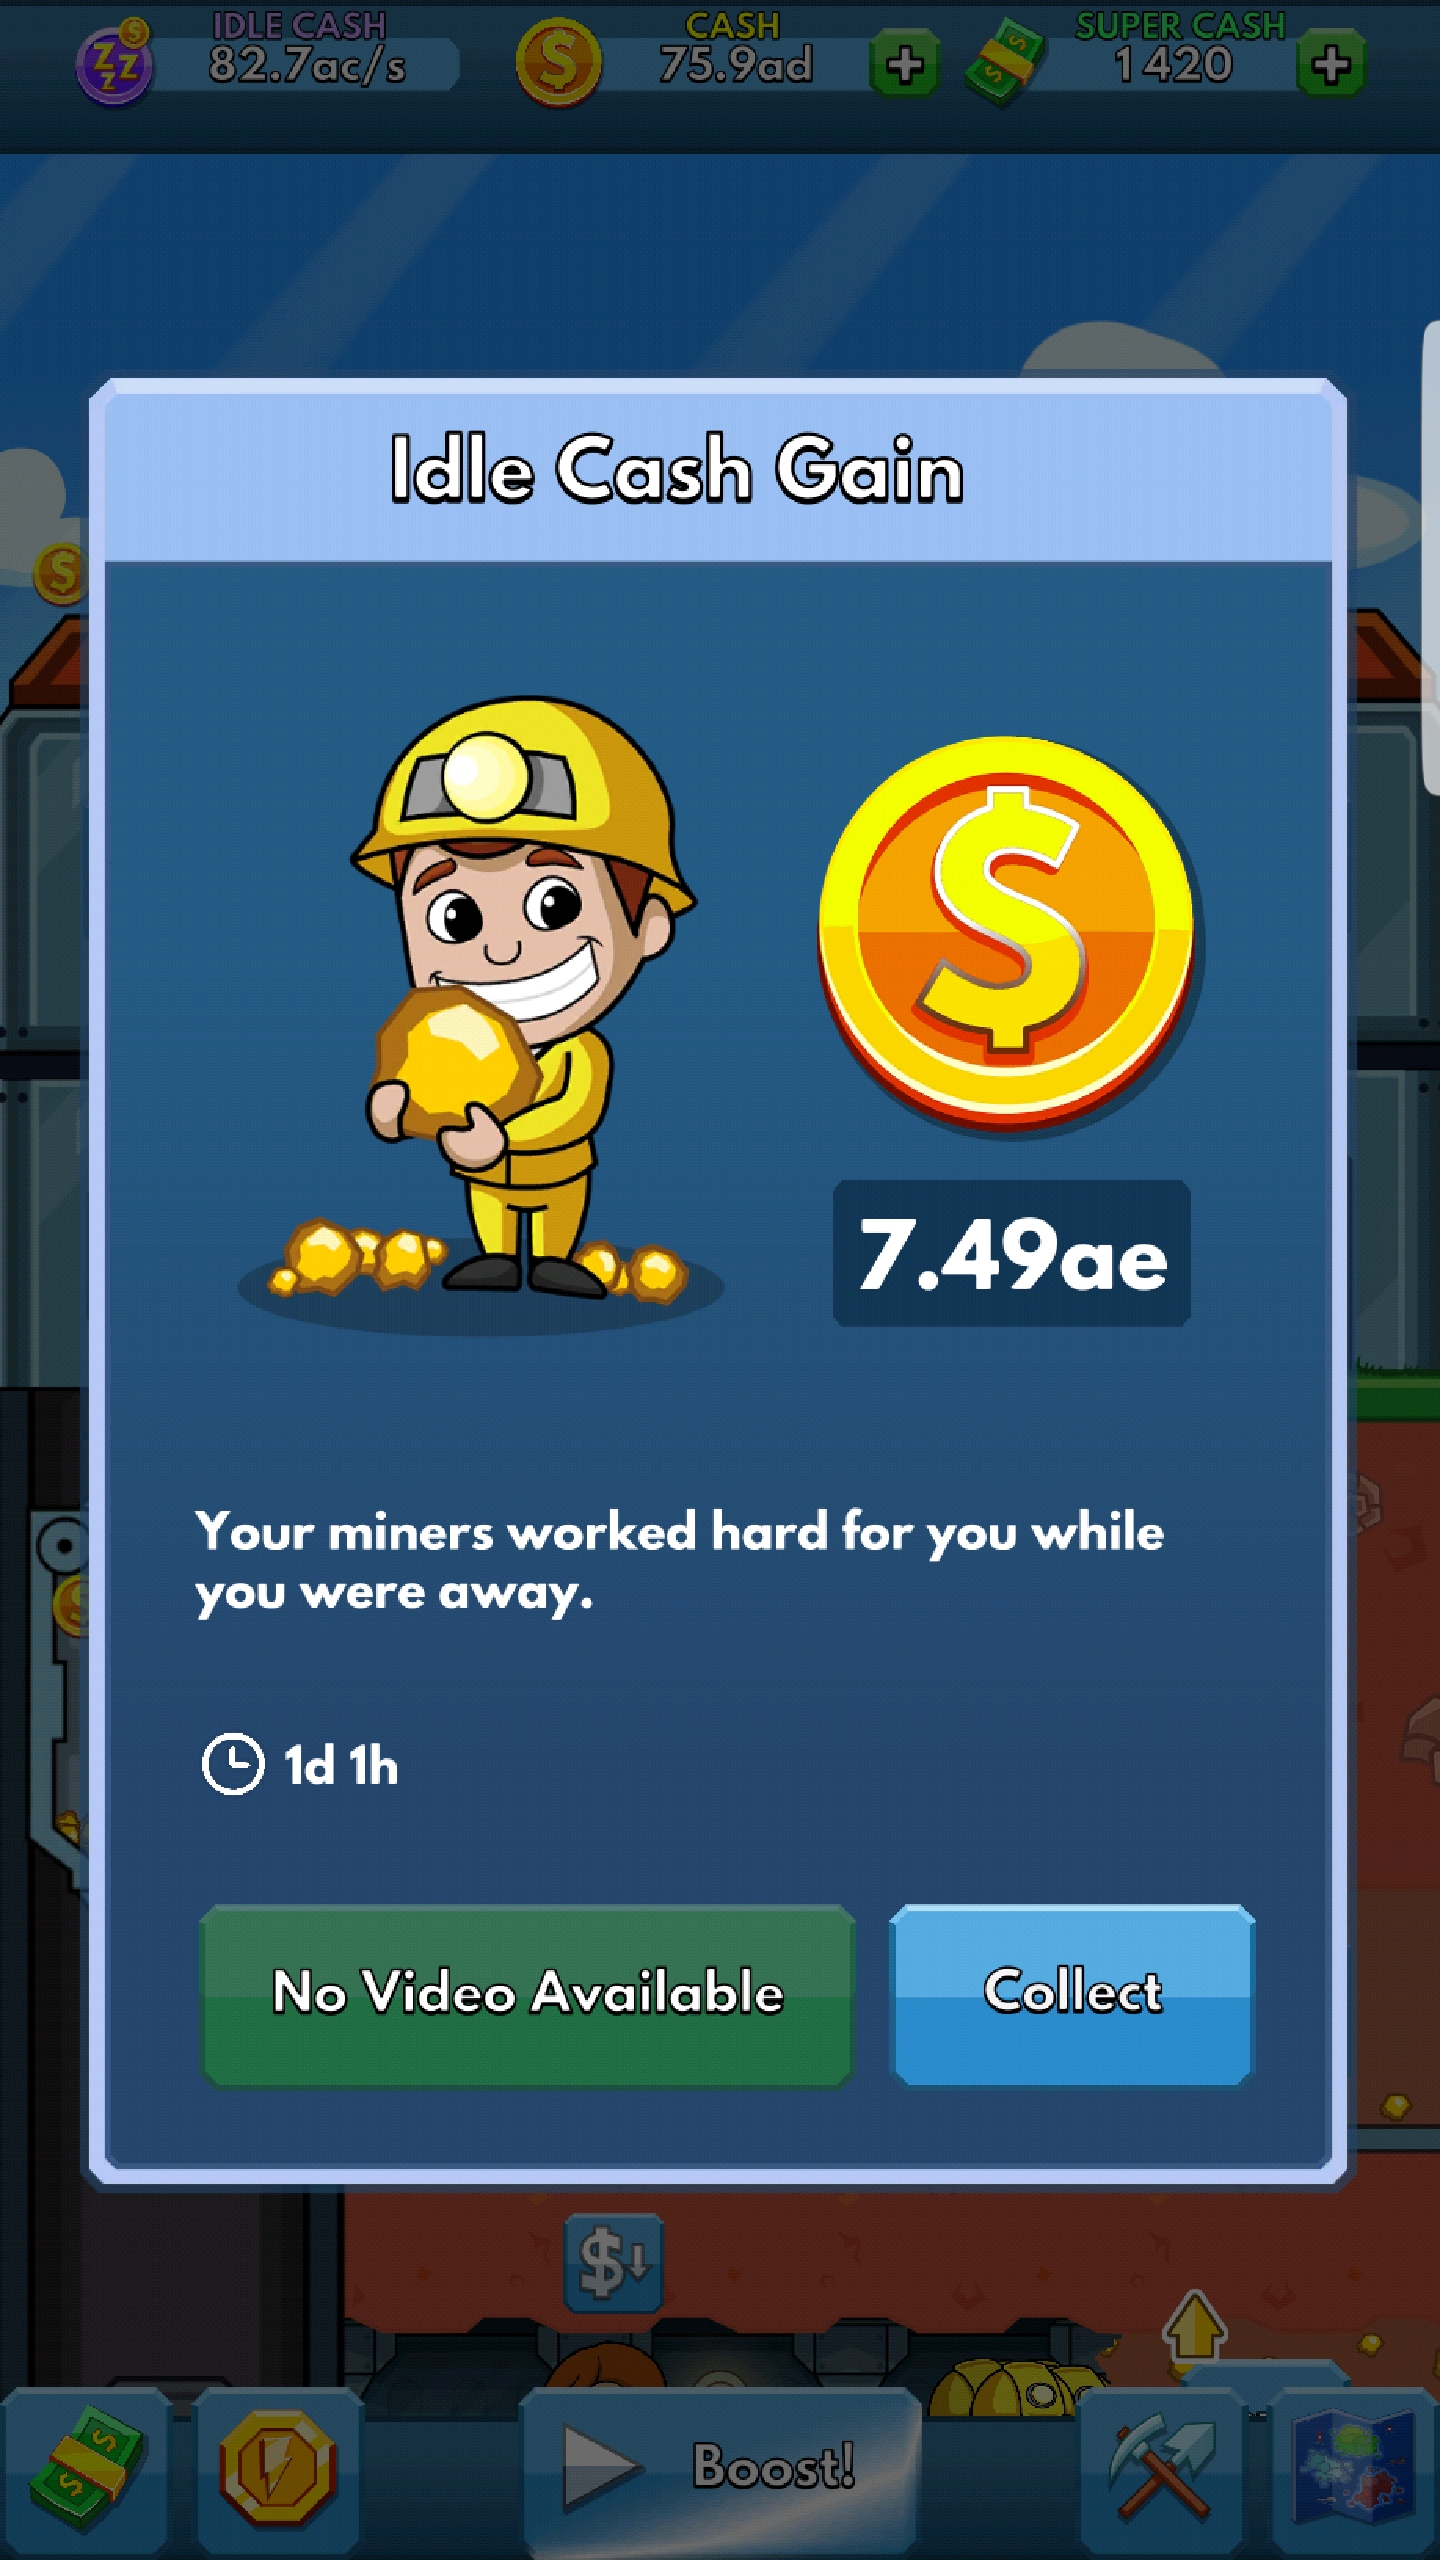 IDLE CASH
82.7ac/s
CASH
75.9ad
SUPER CASH
1420
Idle Cash Gain
7.49ae
Your miners worked hard for you while
you were away.
1d 1h
No Video Available
Collect
Boost!